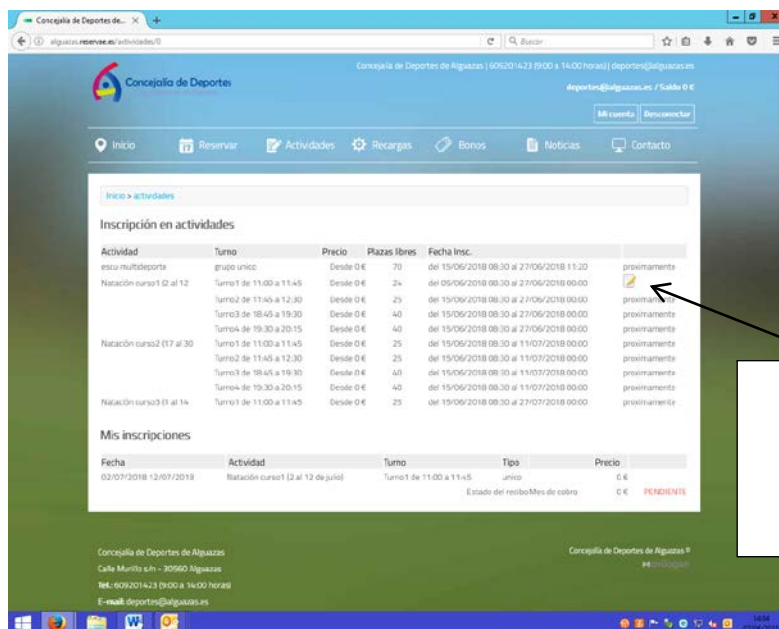 Concejalía de Deportes de...
alguazas.reservae.es/actividades/0
Buscar
Concejalía de Deportes de Alguazas | 609201423 (9:00 a 14:00 horas) | deportes@alguazas.es
Concejalía de Deportes
deportes@alguazas.es / Saldo 0 €
Mi cuenta Desconectar
Inicio Reservar Actividades Recargas Bonos Noticias Contacto
Inicio > actividades
Inscripción en actividades
Actividad Turno Precio Plazas libres Fecha Insc.
escu multideporte grupo unico Desde 0 € 70 del 15/06/2018 08:30 al 27/06/2018 11:20 proximamente
Natación curso1 (2 al 12 Turno1 de 11:00 a 11:45 Desde 0 € 24 del 05/06/2018 08:30 al 27/06/2018 00:00
Turno2 de 11:45 a 12:30 Desde 0 € 25 del 15/06/2018 08:30 al 27/06/2018 00:00 proximamente
Turno3 de 18:45 a 19:30 Desde 0 € 40 del 15/06/2018 08:30 al 27/06/2018 00:00 proximamente
Turno4 de 19:30 a 20:15 Desde 0 € 40 del 15/06/2018 08:30 al 27/06/2018 00:00 proximamente
Natación curso2 (17 al 30 Turno1 de 11:00 a 11:45 Desde 0 € 25 del 15/06/2018 08:30 al 11/07/2018 00:00 proximamente
Turno2 de 11:45 a 12:30 Desde 0 € 25 del 15/06/2018 08:30 al 11/07/2018 00:00 proximamente
Turno3 de 18:45 a 19:30 Desde 0 € 40 del 15/06/2018 08:30 al 11/07/2018 00:00 proximamente
Turno4 de 19:30 a 20:15 Desde 0 € 40 del 15/06/2018 08:30 al 11/07/2018 00:00 proximamente
Natación curso3 (1 al 14 Turno1 de 11:00 a 11:45 Desde 0 € 25 del 15/06/2018 08:30 al 27/07/2018 00:00 proximamente
Mis inscripciones
Fecha Actividad Turno Tipo Precio
02/07/2018 12/07/2018 Natación curso1 (2 al 12 de julio) Turno1 de 11:00 a 11:45 unico 0 €
Estado del recibo Mes de cobro 0 € PENDIENTE
Concejalía de Deportes de Alguazas
Calle Murillo s/n - 30560 Alguazas
Tel.: 609201423 (9:00 a 14:00 horas)
E-mail: deportes@alguazas.es
Concejalía de Deportes de Alguazas ©
14:54